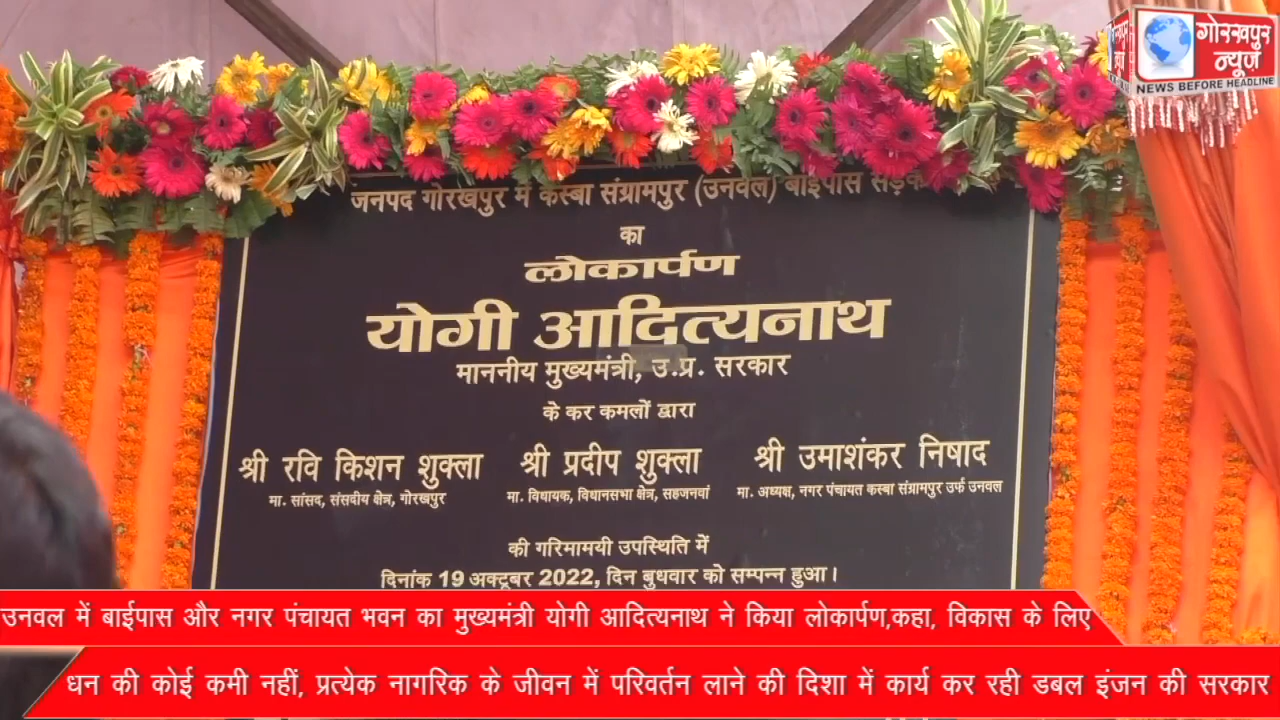 गोरखपुर
न्यूज
NEWS BEFORE HEADLINE
जनपद गोरखपुर में कस्बा संग्रामपुर (उनवल) बाईपास
का
लोकार्पण
योगी आदित्यनाथ
माननीय मुख्यमंत्री, उ.प्र. सरकार
के कर कमलों द्वारा
श्री रवि किशन शुक्ला श्री प्रदीप शुक्ला श्री उमाशंकर निषाद
मा. सांसद, संसदीय क्षेत्र, गोरखपुर मा. विधायक, विधानसभा क्षेत्र, सहजनवां मा. अध्यक्ष, नगर पंचायत कस्बा संग्रामपुर उर्फ उनवल
की गरिमामयी उपस्थिति में
दिनांक 19 अक्टूबर 2022, दिन बुधवार को सम्पन्न हुआ।
उनवल में बाईपास और नगर पंचायत भवन का मुख्यमंत्री योगी आदित्यनाथ ने किया लोकार्पण,कहा, विकास के लिए
धन की कोई कमी नहीं, प्रत्येक नागरिक के जीवन में परिवर्तन लाने की दिशा में कार्य कर रही डबल इंजन की सरकार